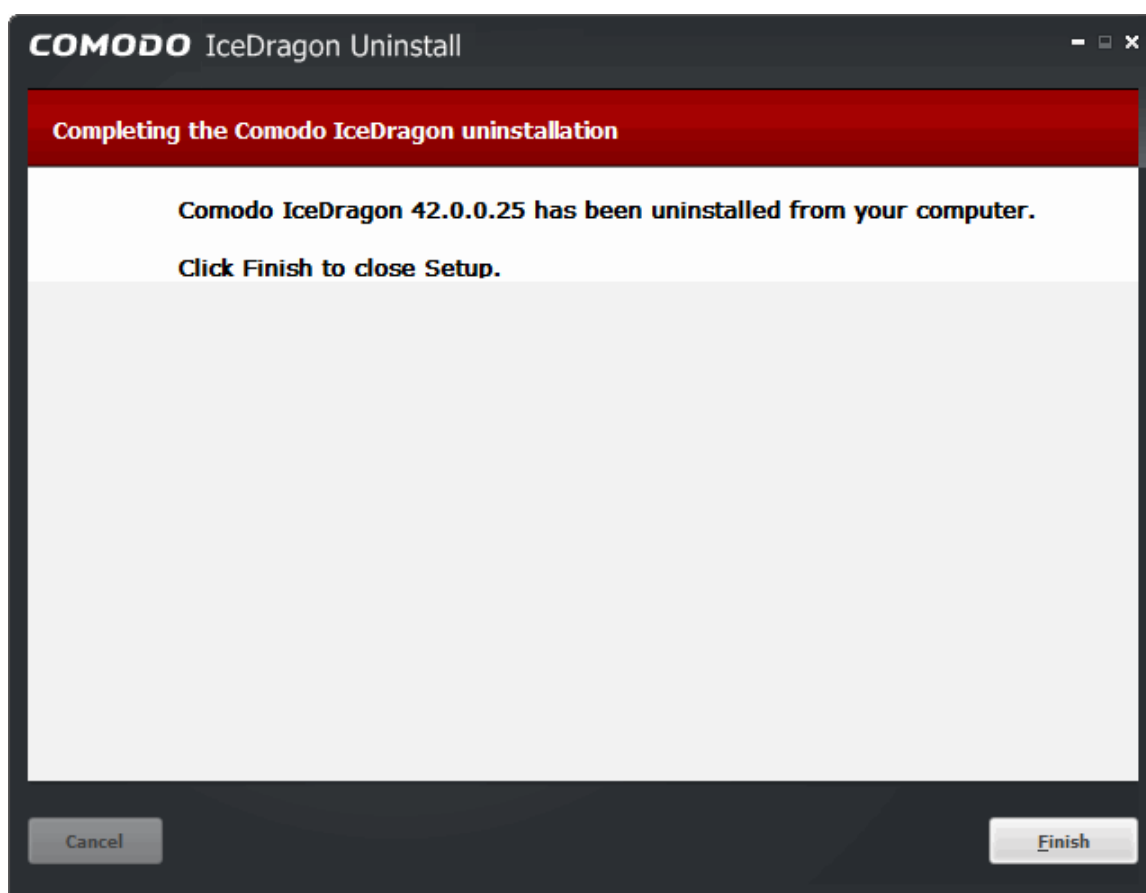 COMODO IceDragon Uninstall
Completing the Comodo IceDragon uninstallation
Comodo IceDragon 42.0.0.25 has been uninstalled from your computer.
Click Finish to close Setup.
Cancel
Finish